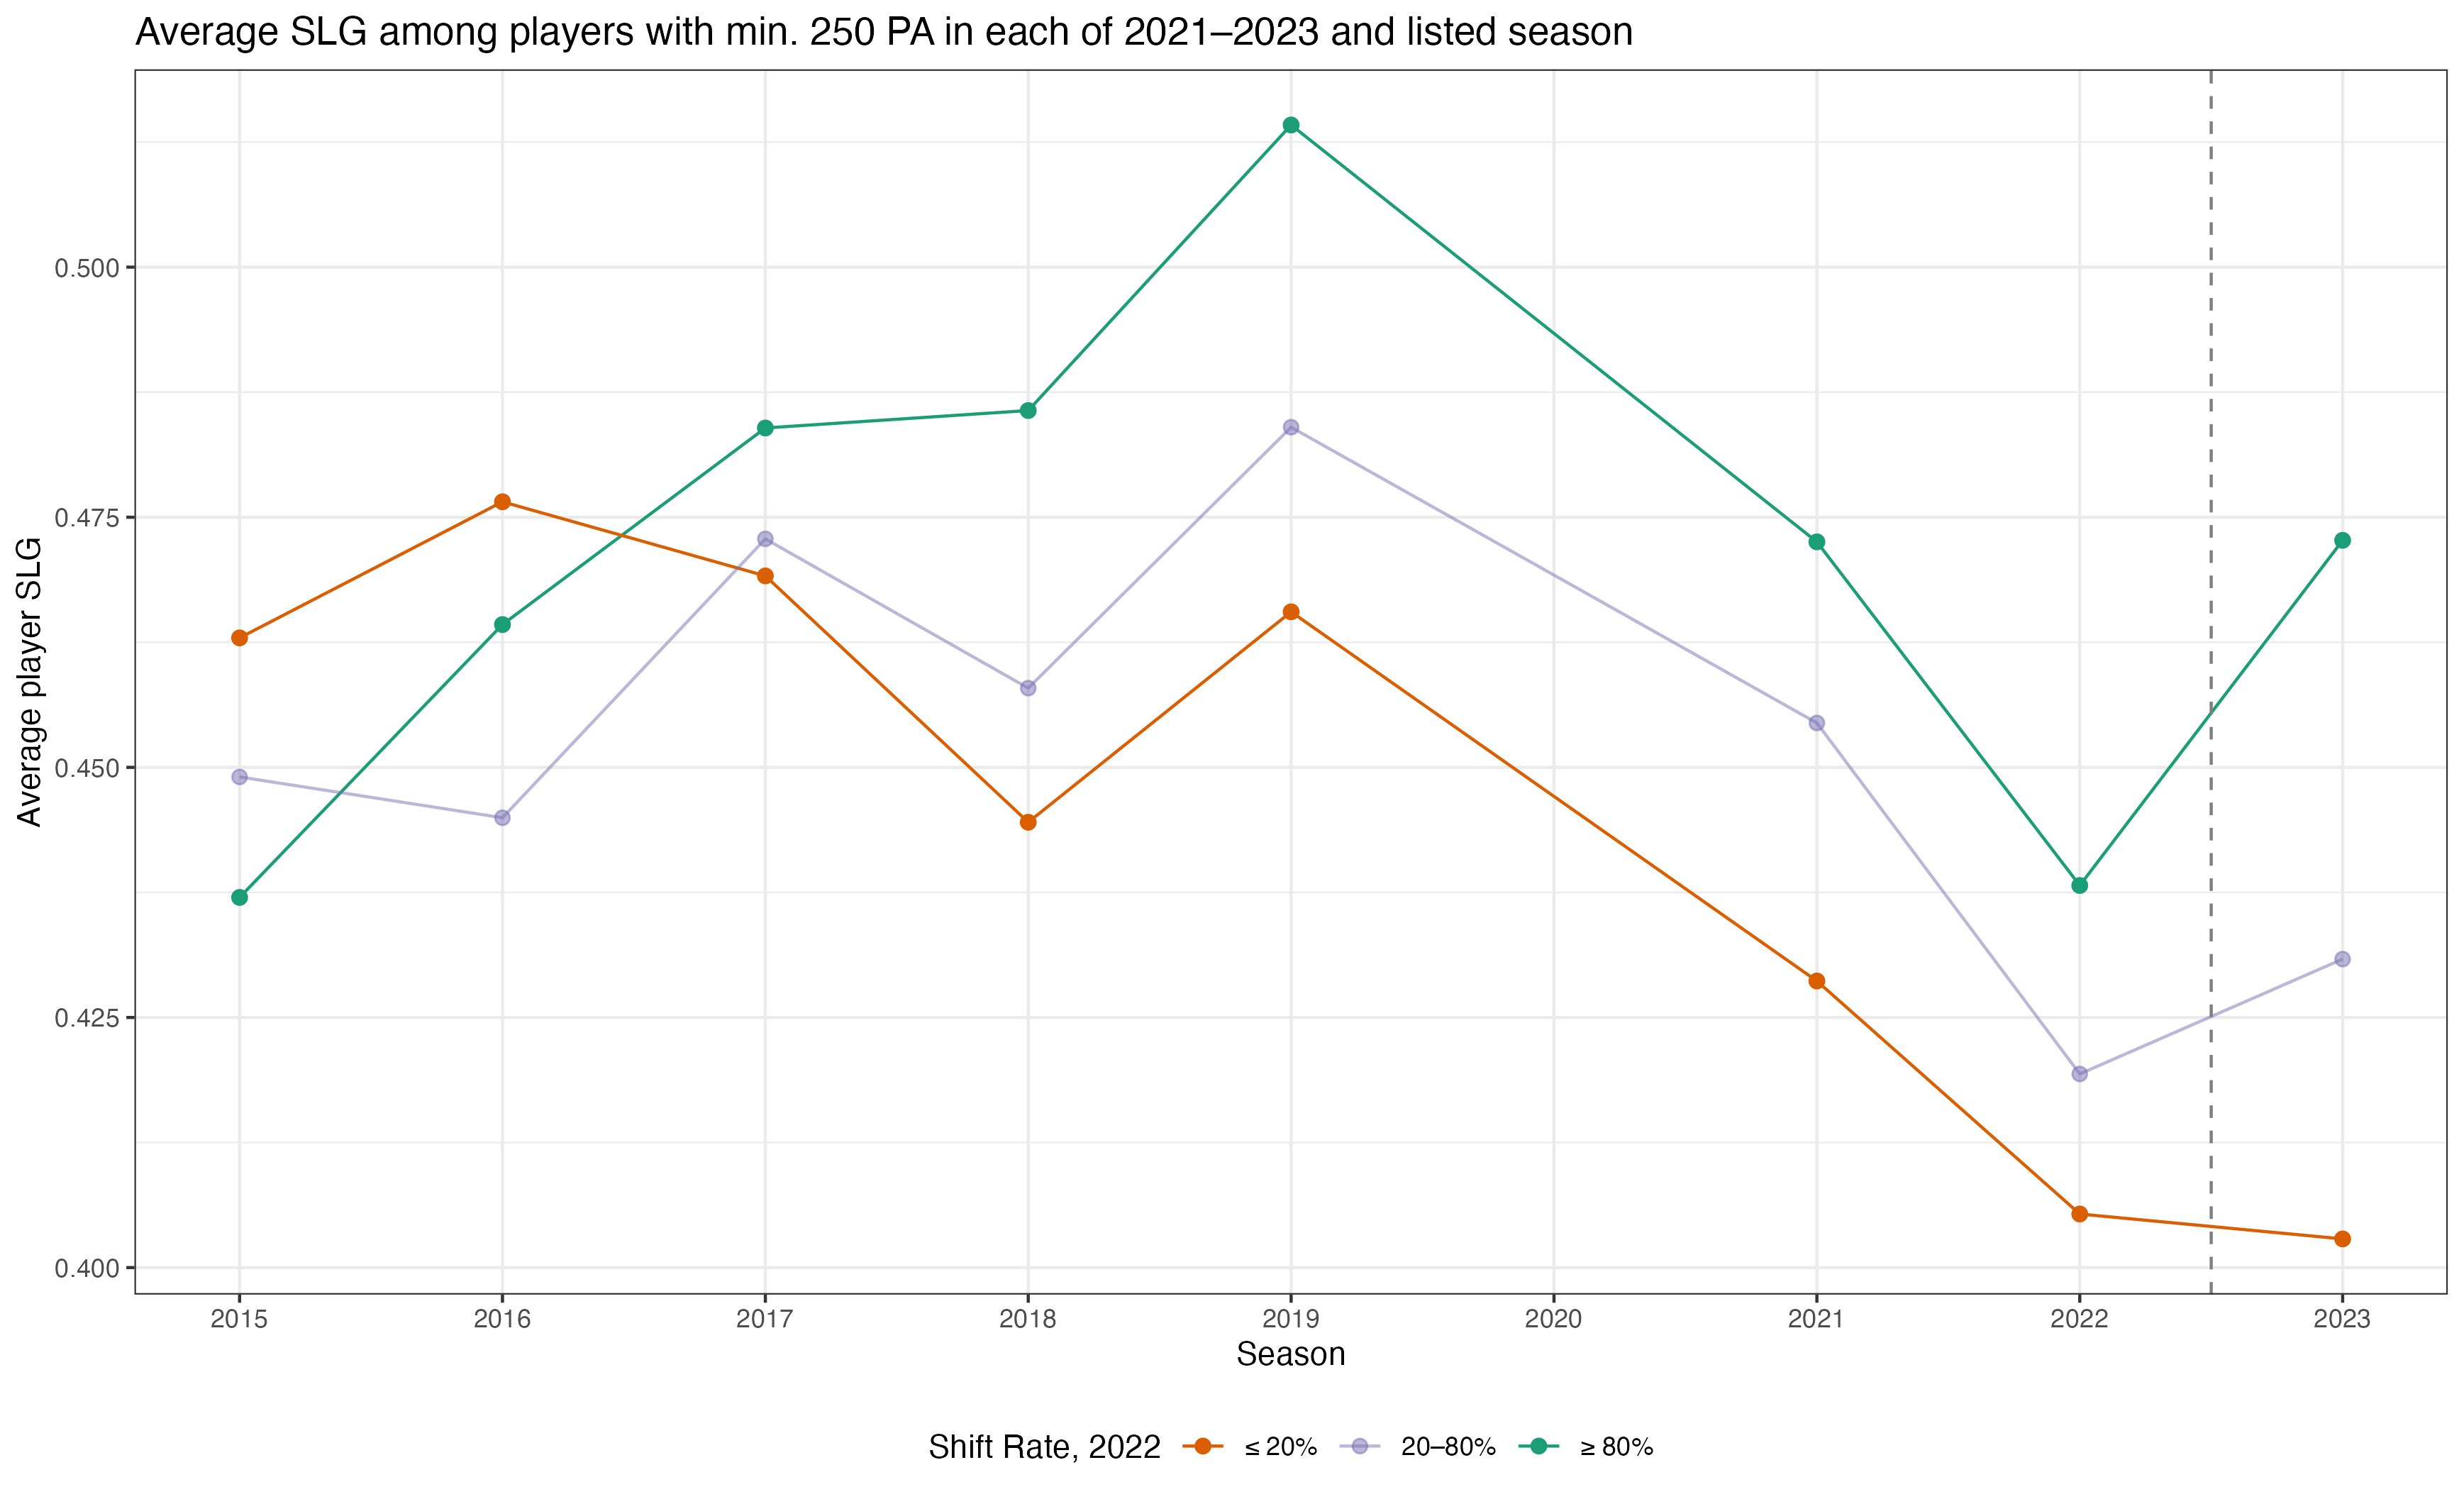 Average SLG among players with min. 250 PA in each of 2021–2023 and listed season
Average player SLG
0.500
0.475
0.450
0.425
0.400
2015 2016 2017 2018 2019 2020 2021 2022 2023
Season
Shift Rate, 2022 ≤ 20% 20–80% ≥ 80%